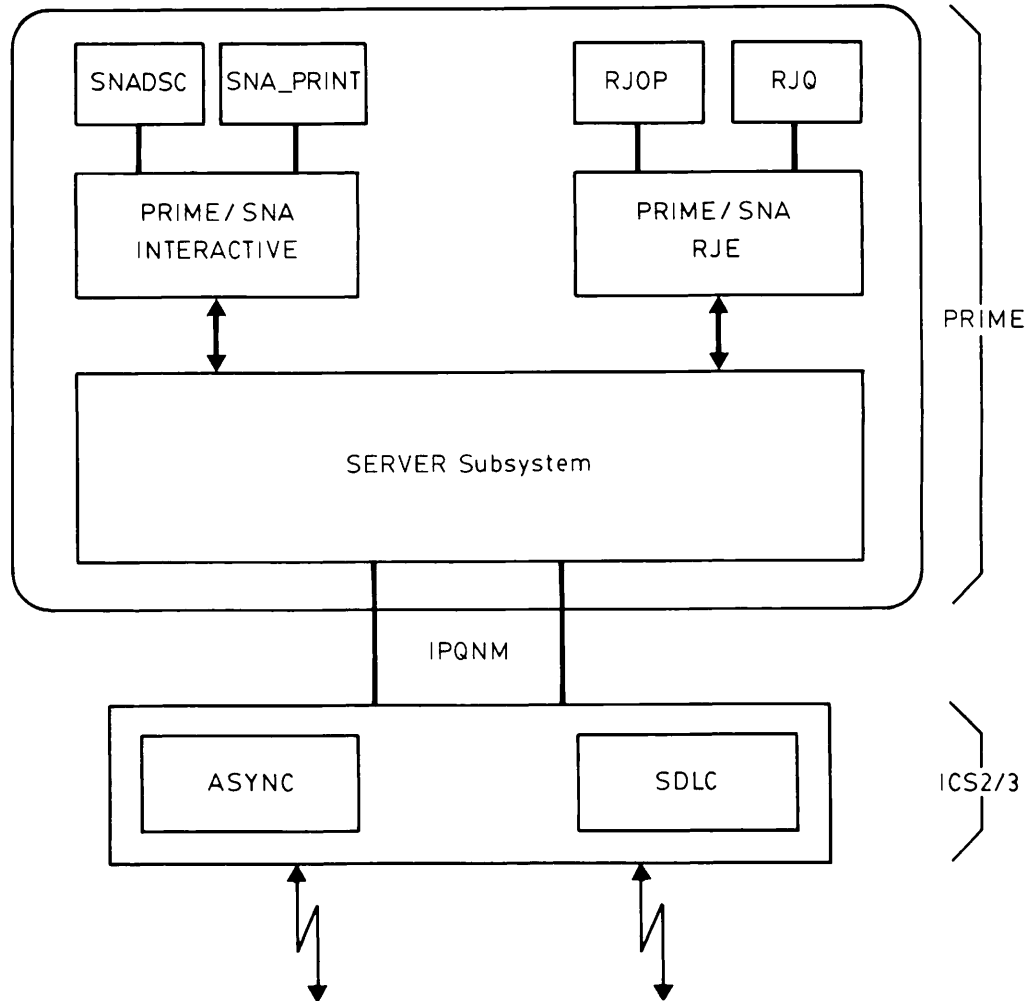 SNADSC
SNA_PRINT
RJOP
RJQ
PRIME/SNA
INTERACTIVE
PRIME/SNA
RJE
PRIME
SERVER Subsystem
IPQNM
ASYNC
SDLC
ICS2/3